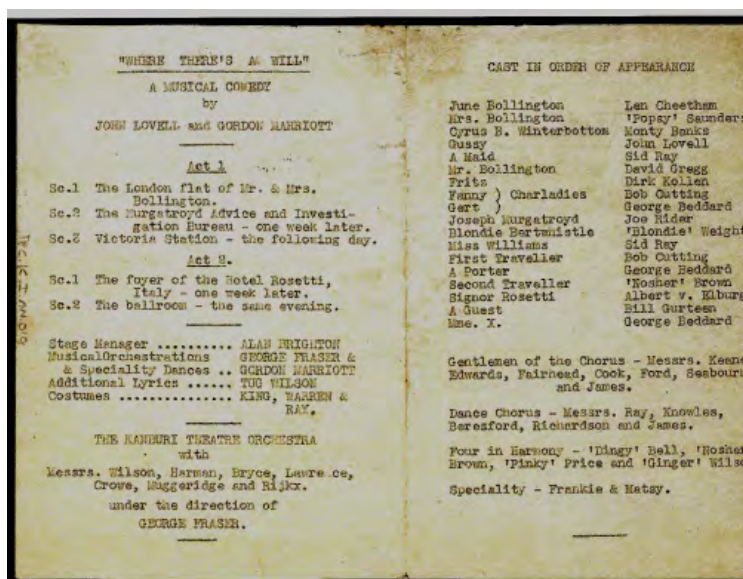 "WHERE THERE'S A WILL"
A MUSICAL COMEDY
by
JOHN LOVELL and GORDON MARRIOTT
Act 1
Sc.1 The London flat of Mr. & Mrs.
Bollington.
Sc.2 The Murgatroyd Advice and Investi-
gation Bureau - one week later.
Sc.3 Victoria Station - the following day.
Act 2.
Sc.1 The foyer of the Hotel Rosetti,
Italy - one week later.
Sc.2 The ballroom - the same evening.
Stage Manager .......... ALAN BRIGHTON
MusicalOrchestrations GEORGE FRASER &
& Speciality Dances .. GORDON MARRIOTT
Additional Lyrics ...... TUG WILSON
Costumes ............... KING, WARREN &
RAY.
THE KANBURI THEATRE ORCHESTRA
with
Messrs. Wilson, Harman, Bryce, Lawrence,
Crowe, Muggeridge and Rijkx.
under the direction of
GEORGE FRASER.
CAST IN ORDER OF APPEARANCE
June Bollington Len Cheetham
Mrs. Bollington 'Popsy' Saunders
Cyrus B. Winterbottom Monty Banks
Gussy John Lovell
A Maid Sid Ray
Mr. Bollington David Gregg
Fritz Dirk Kollen
Fanny ) Charladies Bob Cutting
Gert ) George Beddard
Joseph Murgatroyd Joe Rider
Blondie Bertwhistle 'Blondie' Weight
Miss Williams Sid Ray
First Traveller Bob Cutting
A Porter George Beddard
Second Traveller 'Nosher' Brown
Signor Rosetti Albert v. Elburg
A Guest Bill Gurteen
Mme. X. George Beddard
Gentlemen of the Chorus - Messrs. Keane
Edwards, Fairhead, Cook, Ford, Seabour
and James.
Dance Chorus - Messrs. Ray, Knowles,
Beresford, Richardson and James.
Four in Harmony - 'Dingy' Bell, 'Nosher
Brown, 'Pinky' Price and 'Ginger' Wilso
Speciality - Frankie & Matsy.